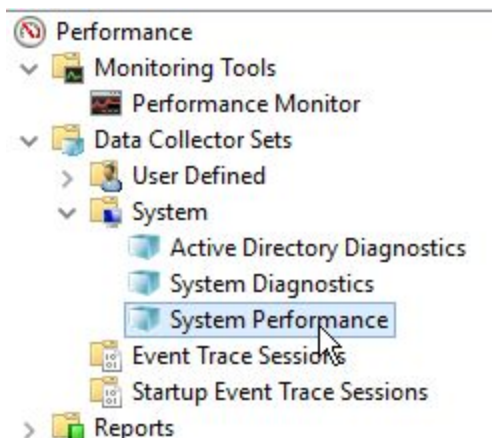 Performance
Monitoring Tools
Performance Monitor
Data Collector Sets
User Defined
System
Active Directory Diagnostics
System Diagnostics
System Performance
Event Trace Sessions
Startup Event Trace Sessions
Reports